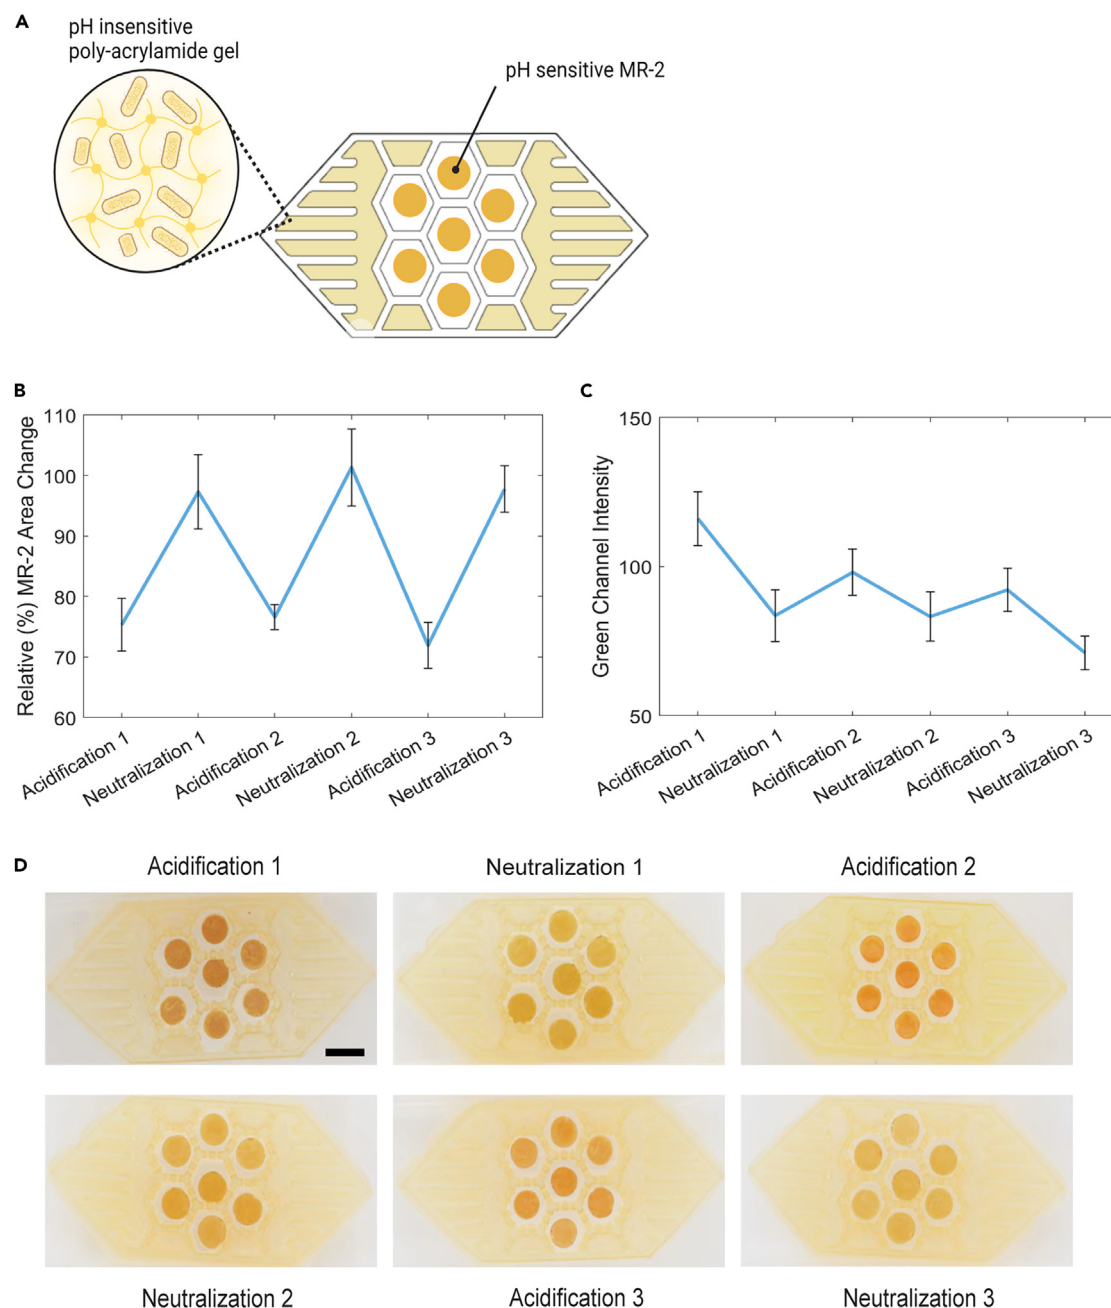 A
pH insensitive
poly-acrylamide gel
pH sensitive MR-2
B
Relative (%) MR-2 Area Change
110
100
90
80
70
60
Acidification 1
Neutralization 1
Acidification 2
Neutralization 2
Acidification 3
Neutralization 3
C
Green Channel Intensity
150
100
50
Acidification 1
Neutralization 1
Acidification 2
Neutralization 2
Acidification 3
Neutralization 3
D
Acidification 1
Neutralization 1
Acidification 2
Neutralization 2
Acidification 3
Neutralization 3